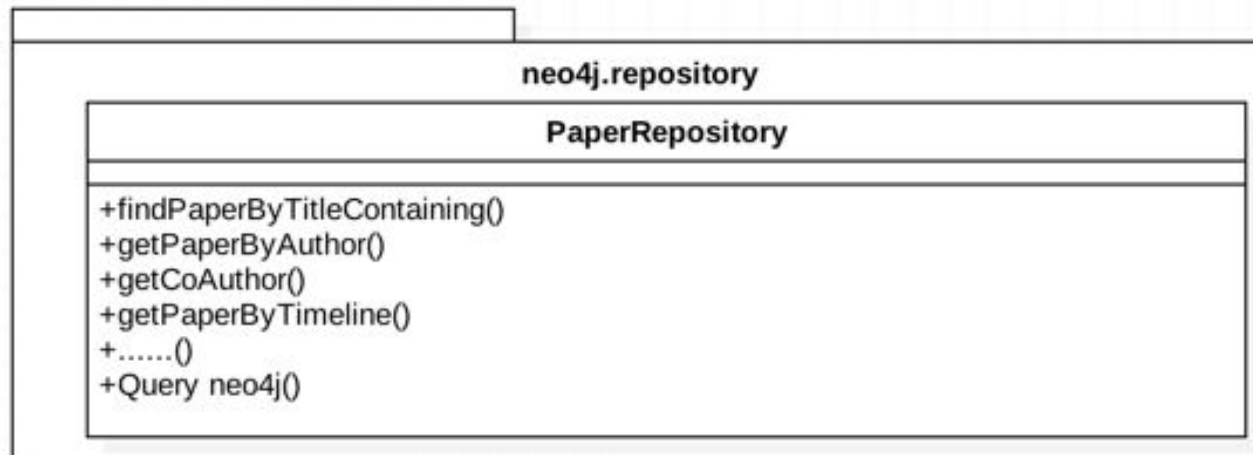 neo4j.repository
PaperRepository
+findPaperByTitleContaining()
+getPaperByAuthor()
+getCoAuthor()
+getPaperByTimeline()
+......()
+Query neo4j()